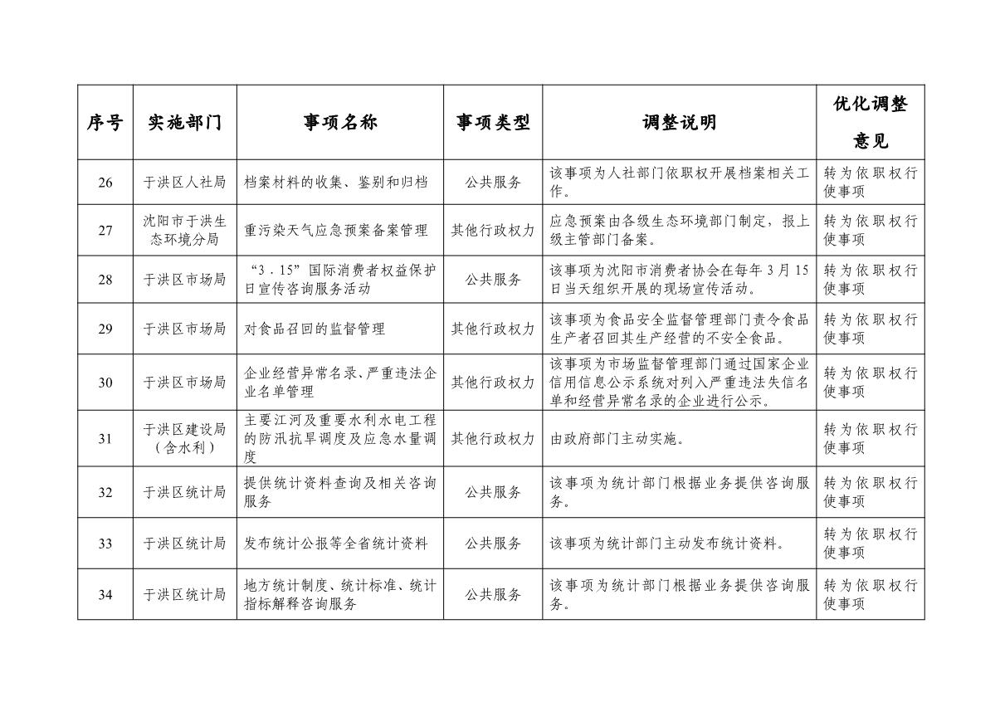 序号 实施部门 事项名称 事项类型 调整说明 优化调整
意见
26 于洪区人社局 档案材料的收集、鉴别和归档 公共服务 该事项为人社部门依职权开展档案相关工
作。 转为依职权行
使事项
27 沈阳市于洪生
态环境分局 重污染天气应急预案备案管理 其他行政权力 应急预案由各级生态环境部门制定，报上
级主管部门备案。 转为依职权行
使事项
28 于洪区市场局 “3．15”国际消费者权益保护
日宣传咨询服务活动 公共服务 该事项为沈阳市消费者协会在每年 3 月 15
日当天组织开展的现场宣传活动。 转为依职权行
使事项
29 于洪区市场局 对食品召回的监督管理 其他行政权力 该事项为食品安全监督管理部门责令食品
生产者召回其生产经营的不安全食品。 转为依职权行
使事项
30 于洪区市场局 企业经营异常名录、严重违法企
业名单管理 其他行政权力 该事项为市场监督管理部门通过国家企业
信用信息公示系统对列入严重违法失信名
单和经营异常名录的企业进行公示。 转为依职权行
使事项
31 于洪区建设局
（含水利） 主要江河及重要水利水电工程
的防汛抗旱调度及应急水量调
度 其他行政权力 由政府部门主动实施。 转为依职权行
使事项
32 于洪区统计局 提供统计资料查询及相关咨询
服务 公共服务 该事项为统计部门根据业务提供咨询服
务。 转为依职权行
使事项
33 于洪区统计局 发布统计公报等全省统计资料 公共服务 该事项为统计部门主动发布统计资料。 转为依职权行
使事项
34 于洪区统计局 地方统计制度、统计标准、统计
指标解释咨询服务 公共服务 该事项为统计部门根据业务提供咨询服
务。 转为依职权行
使事项